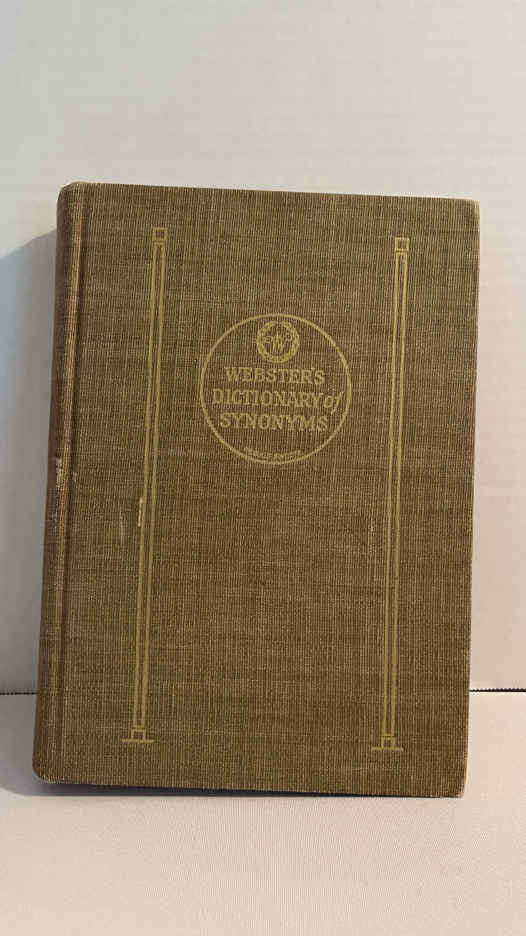 WEBSTER'S
DICTIONARY of
SYNONYMS